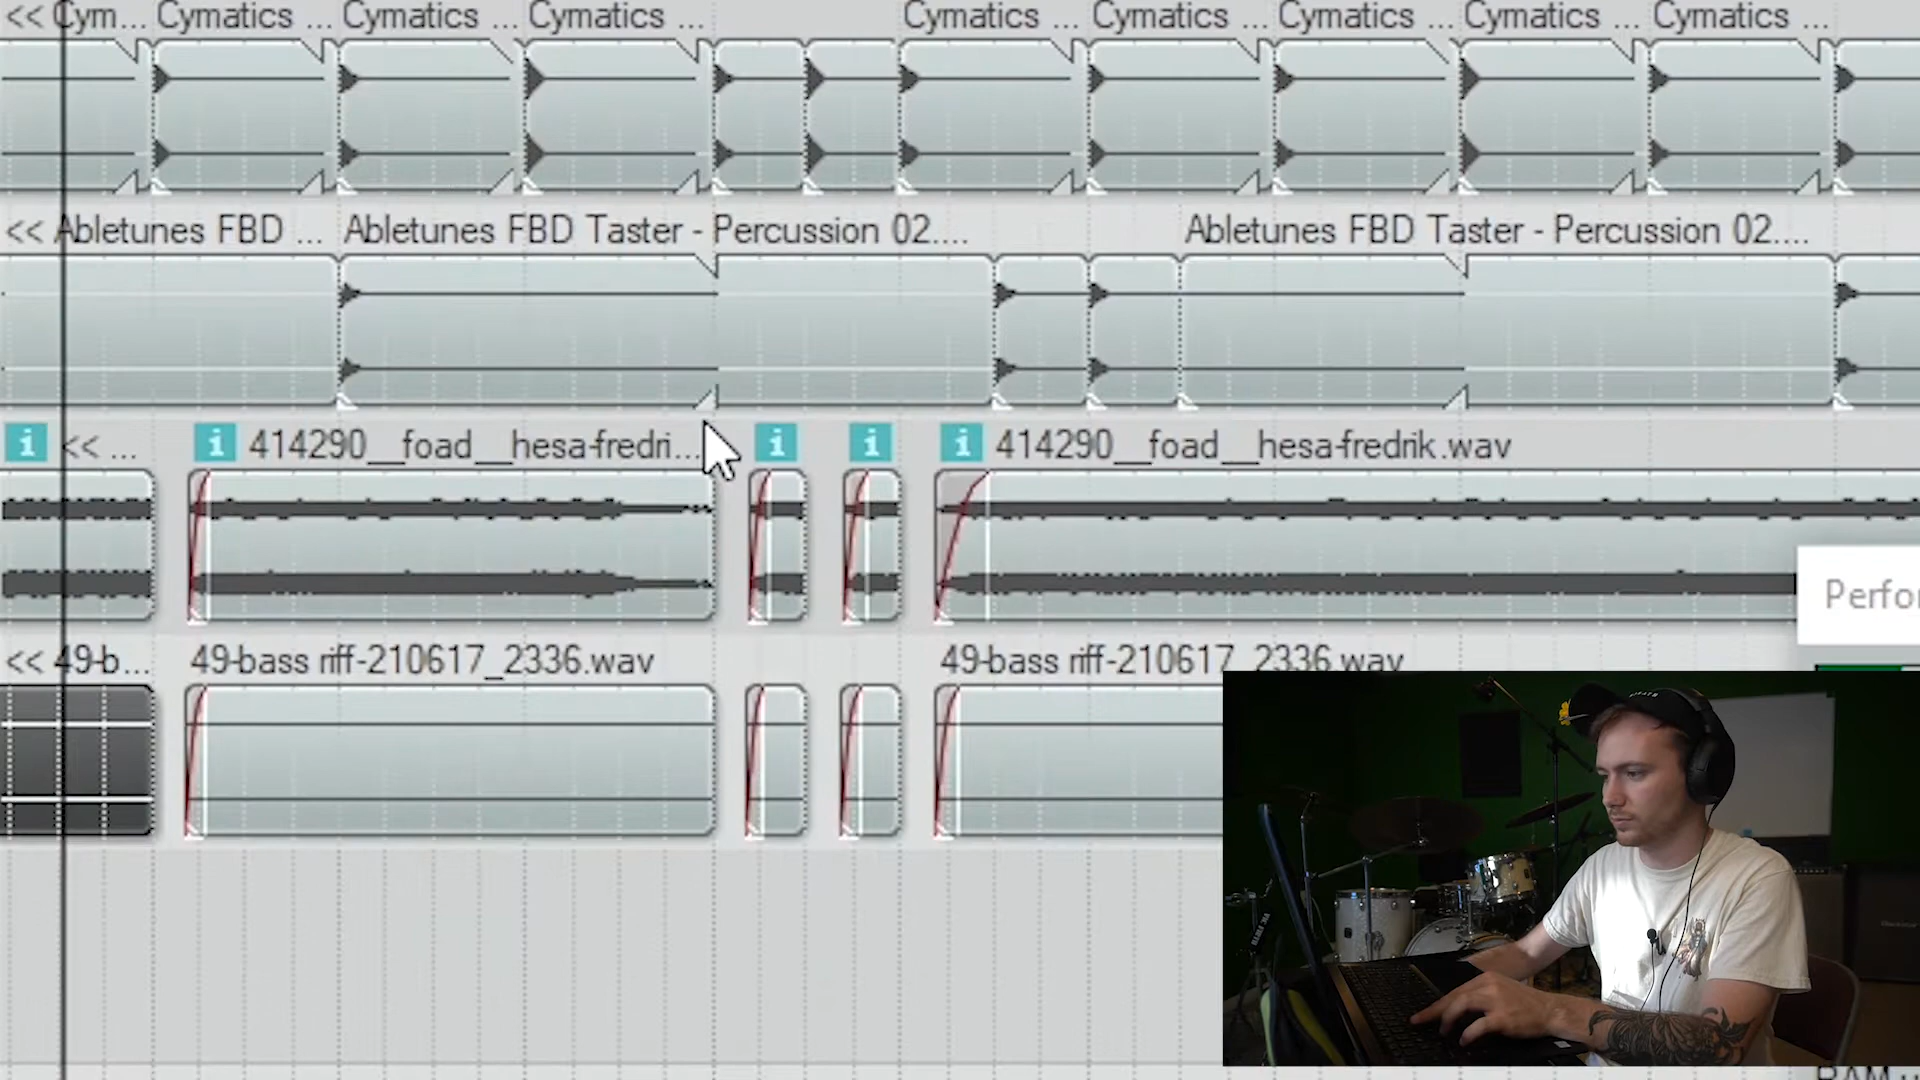 << Cym... Cymatics ... Cymatics ... Cymatics ... Cymatics ... Cymatics ... Cymatics ... Cymatics ... Cymatics ...
<< Abletunes FBD ... Abletunes FBD Taster - Percussion 02.... Abletunes FBD Taster - Percussion 02....
i << ... i 414290__foad__hesa-fredri... i i i 414290__foad__hesa-fredrik.wav
Perfo
<< 49-b... 49-bass riff-210617_2336.wav 49-bass riff-210617_2336.wav